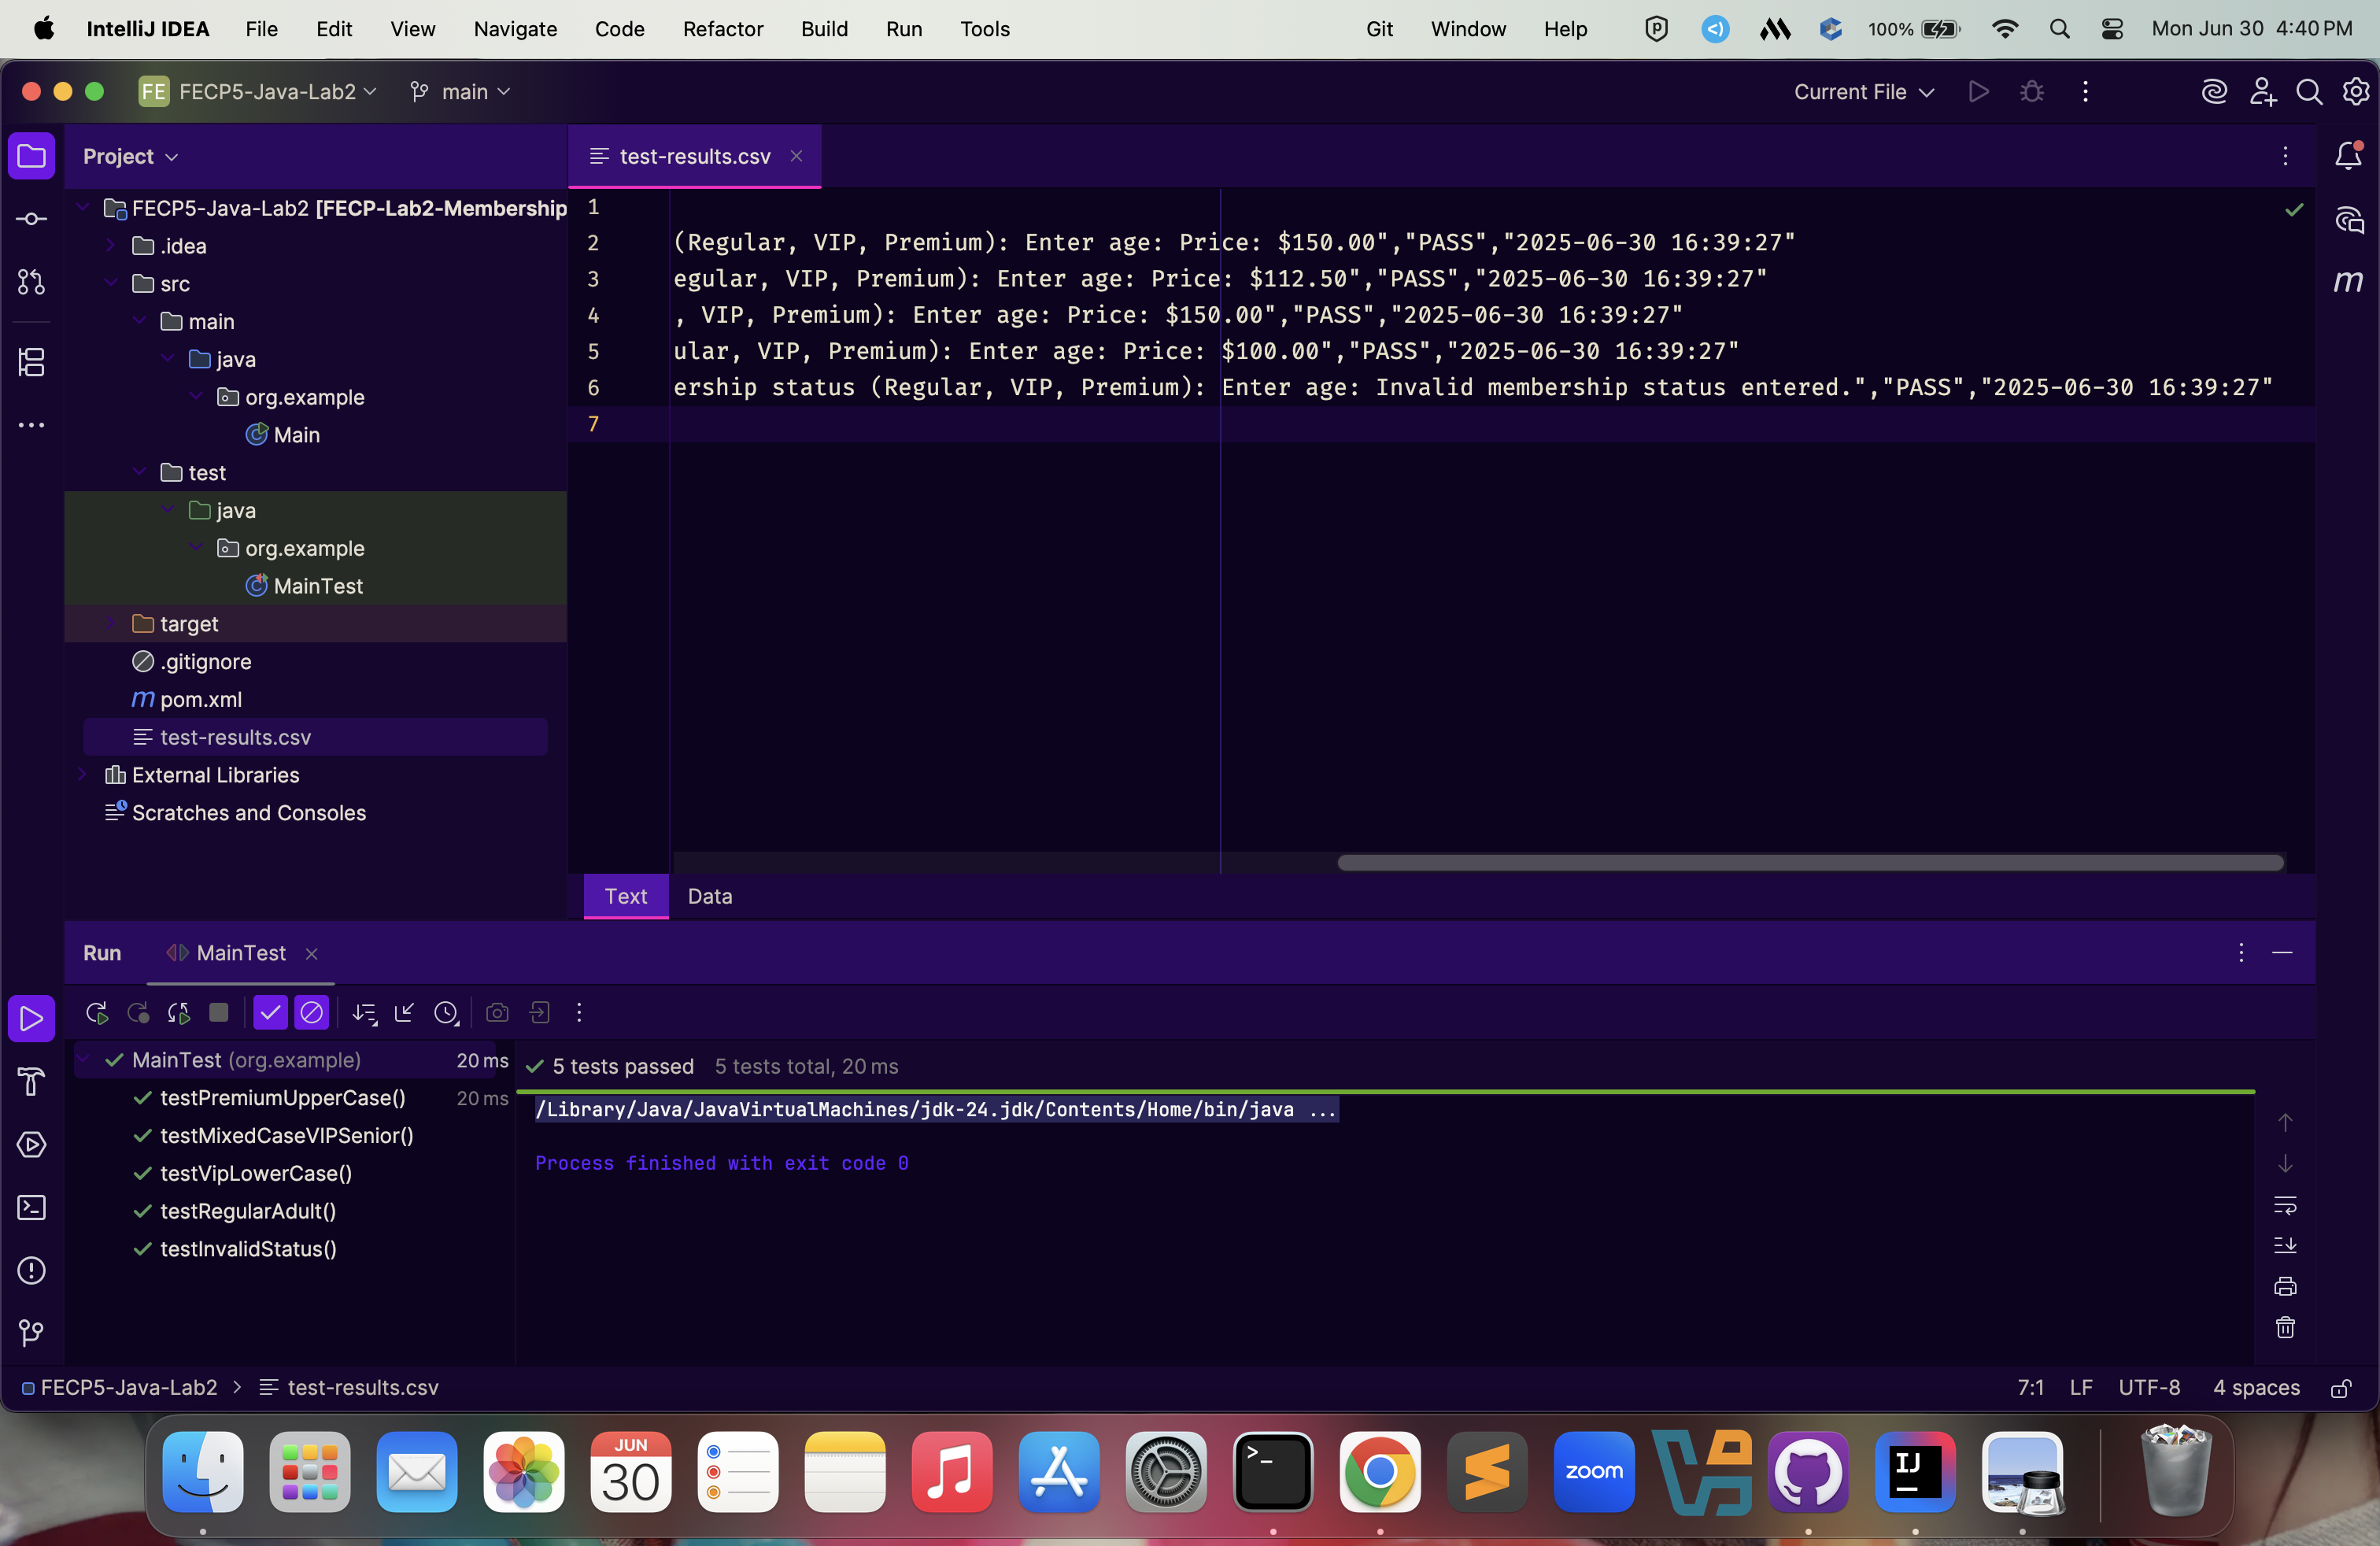 IntelliJ IDEA File Edit View Navigate Code Refactor Build Run Tools Git Window Help 100% Mon Jun 30 4:40 PM
FE FECP5-Java-Lab2 main Current File
Project
test-results.csv
FECP5-Java-Lab2 [FECP-Lab2-Membership
.idea
src
main
java
org.example
Main
test
java
org.example
MainTest
target
.gitignore
pom.xml
test-results.csv
External Libraries
Scratches and Consoles
1
2 (Regular, VIP, Premium): Enter age: Price: $150.00","PASS","2025-06-30 16:39:27"
3 egular, VIP, Premium): Enter age: Price: $112.50","PASS","2025-06-30 16:39:27"
4 , VIP, Premium): Enter age: Price: $150.00","PASS","2025-06-30 16:39:27"
5 ular, VIP, Premium): Enter age: Price: $100.00","PASS","2025-06-30 16:39:27"
6 ership status (Regular, VIP, Premium): Enter age: Invalid membership status entered.","PASS","2025-06-30 16:39:27"
7
Text Data
Run MainTest
MainTest (org.example) 20 ms
testPremiumUpperCase() 20 ms
testMixedCaseVIPSenior()
testVipLowerCase()
testRegularAdult()
testInvalidStatus()
5 tests passed 5 tests total, 20 ms
/Library/Java/JavaVirtualMachines/jdk-24.jdk/Contents/Home/bin/java ...
Process finished with exit code 0
FECP5-Java-Lab2 > test-results.csv 7:1 LF UTF-8 4 spaces
JUN
30
zoom
IJ